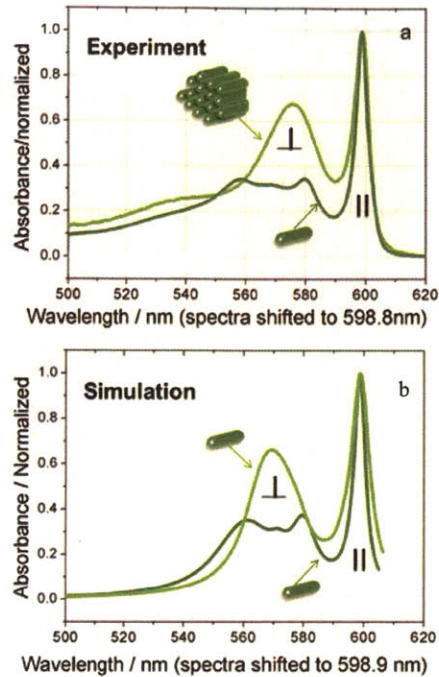 a
Experiment
⊥
||
1.0
0.8
0.6
0.4
0.2
0.0
Absorbance/normalized
500 520 540 560 580 600 620
Wavelength / nm (spectra shifted to 598.8nm)
b
Simulation
⊥
||
1.0
0.8
0.6
0.4
0.2
0.0
Absorbance / Normalized
500 520 540 560 580 600 620
Wavelength / nm (spectra shifted to 598.9 nm)